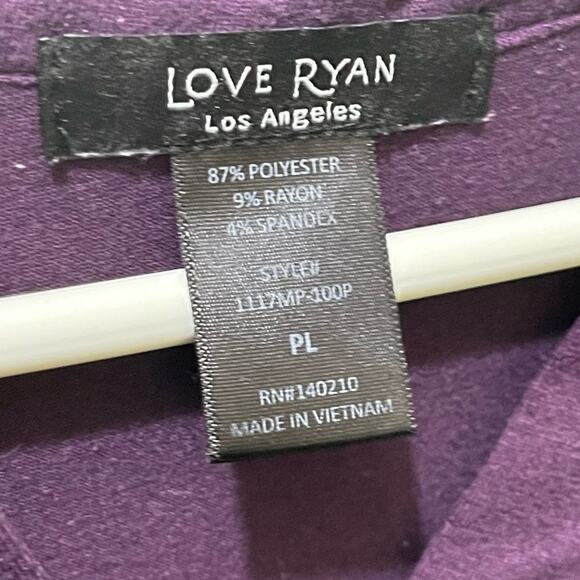 LOVE RYAN
Los Angeles
87% POLYESTER
9% RAYON
4% SPANDEX
STYLE#
1117MP-100P
PL
RN#140210
MADE IN VIETNAM